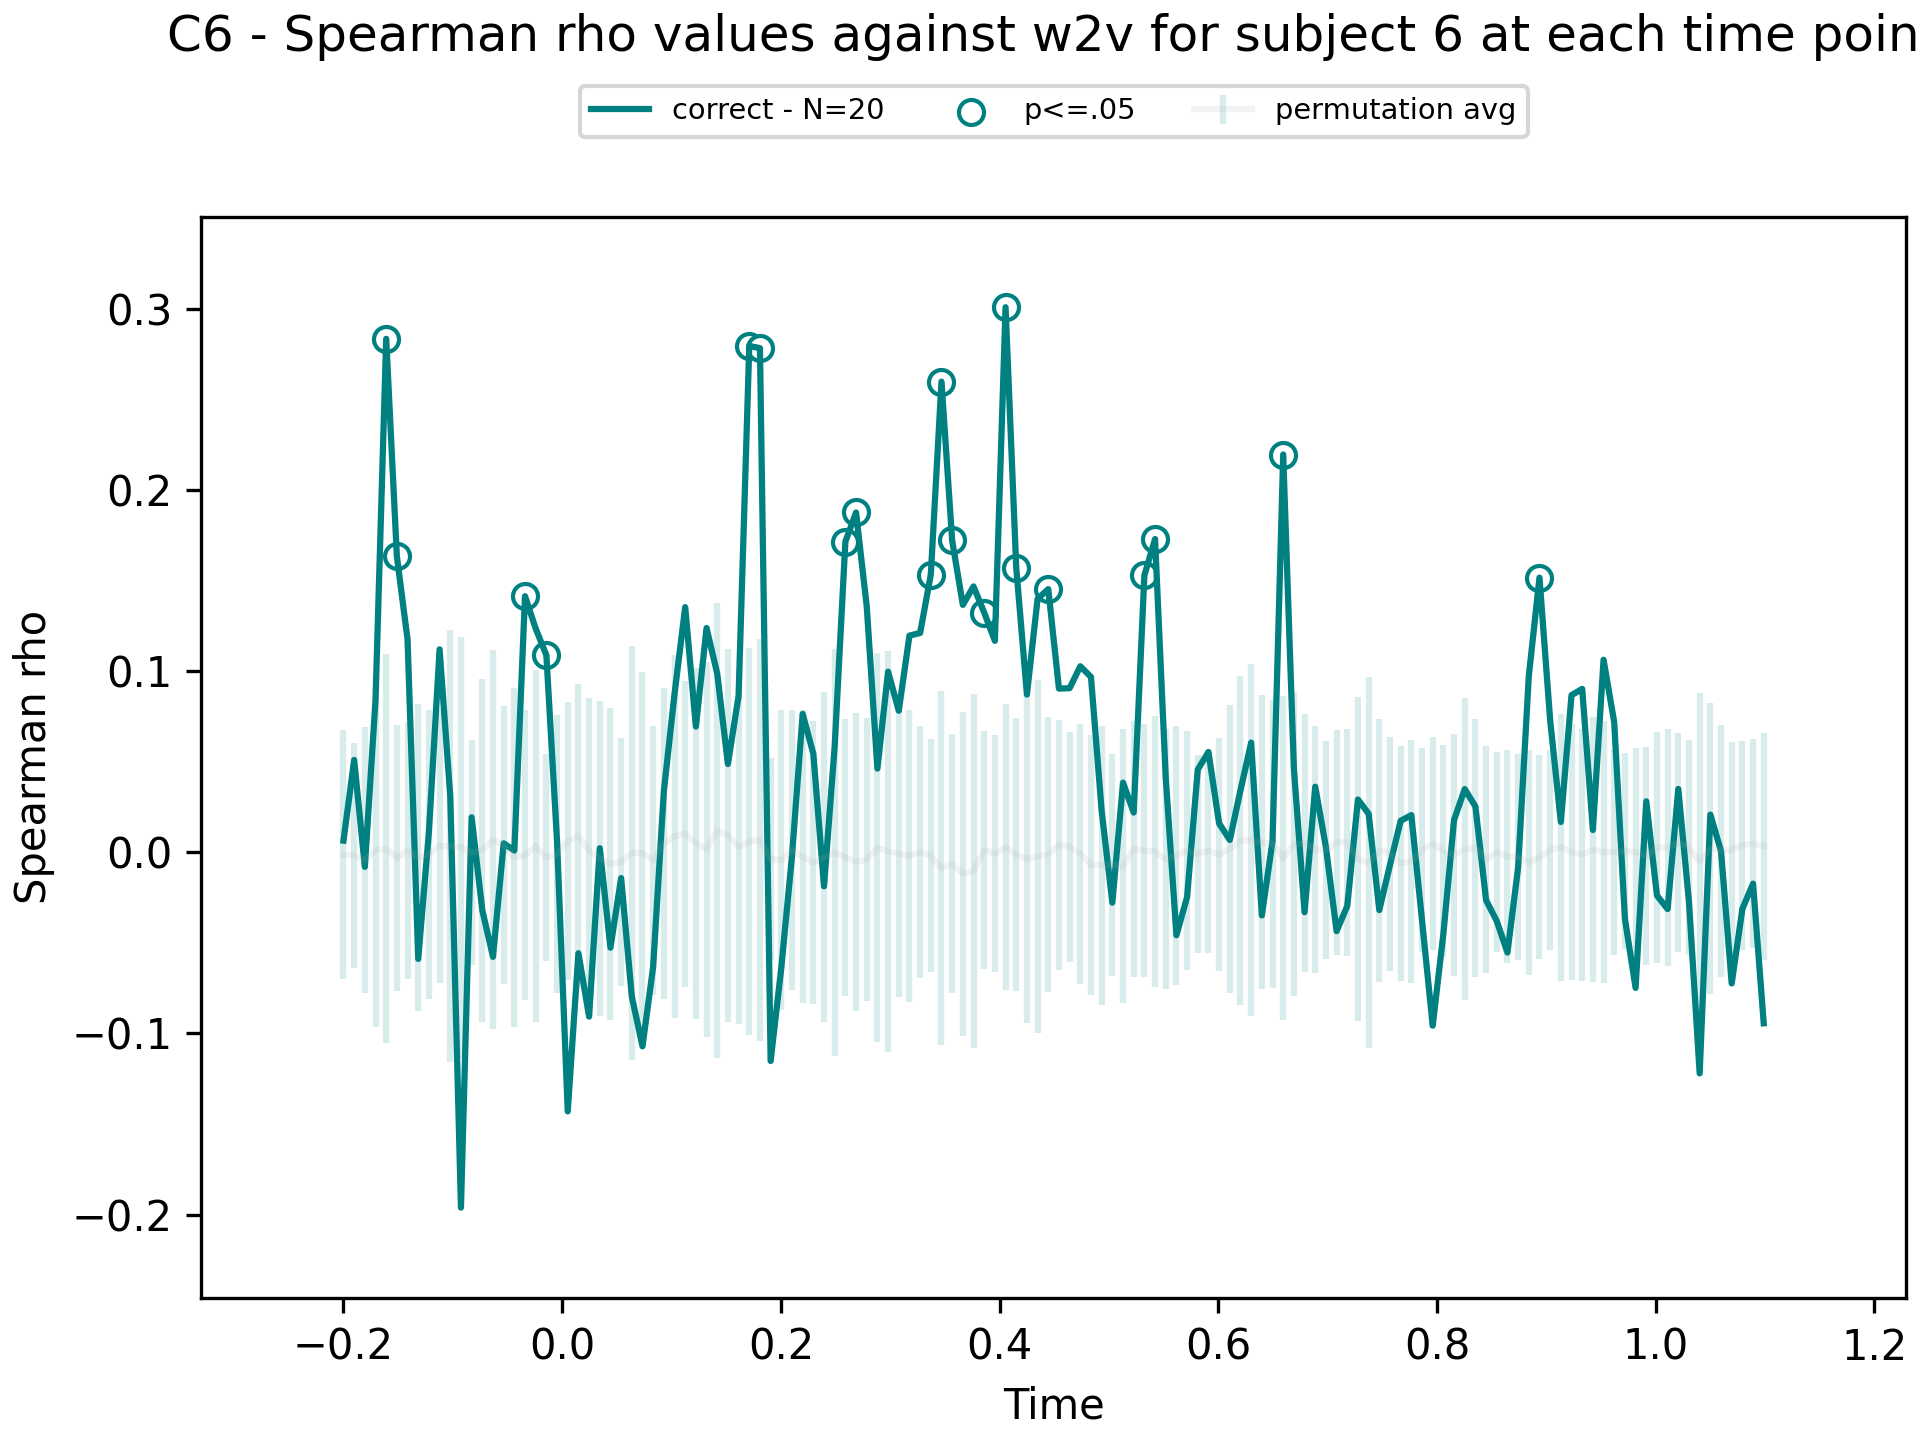 C6 - Spearman rho values against w2v for subject 6 at each time poin
correct - N=20 p<=.05 permutation avg
0.3
0.2
0.1
0.0
−0.1
−0.2
Spearman rho
−0.2 0.0 0.2 0.4 0.6 0.8 1.0 1.2
Time